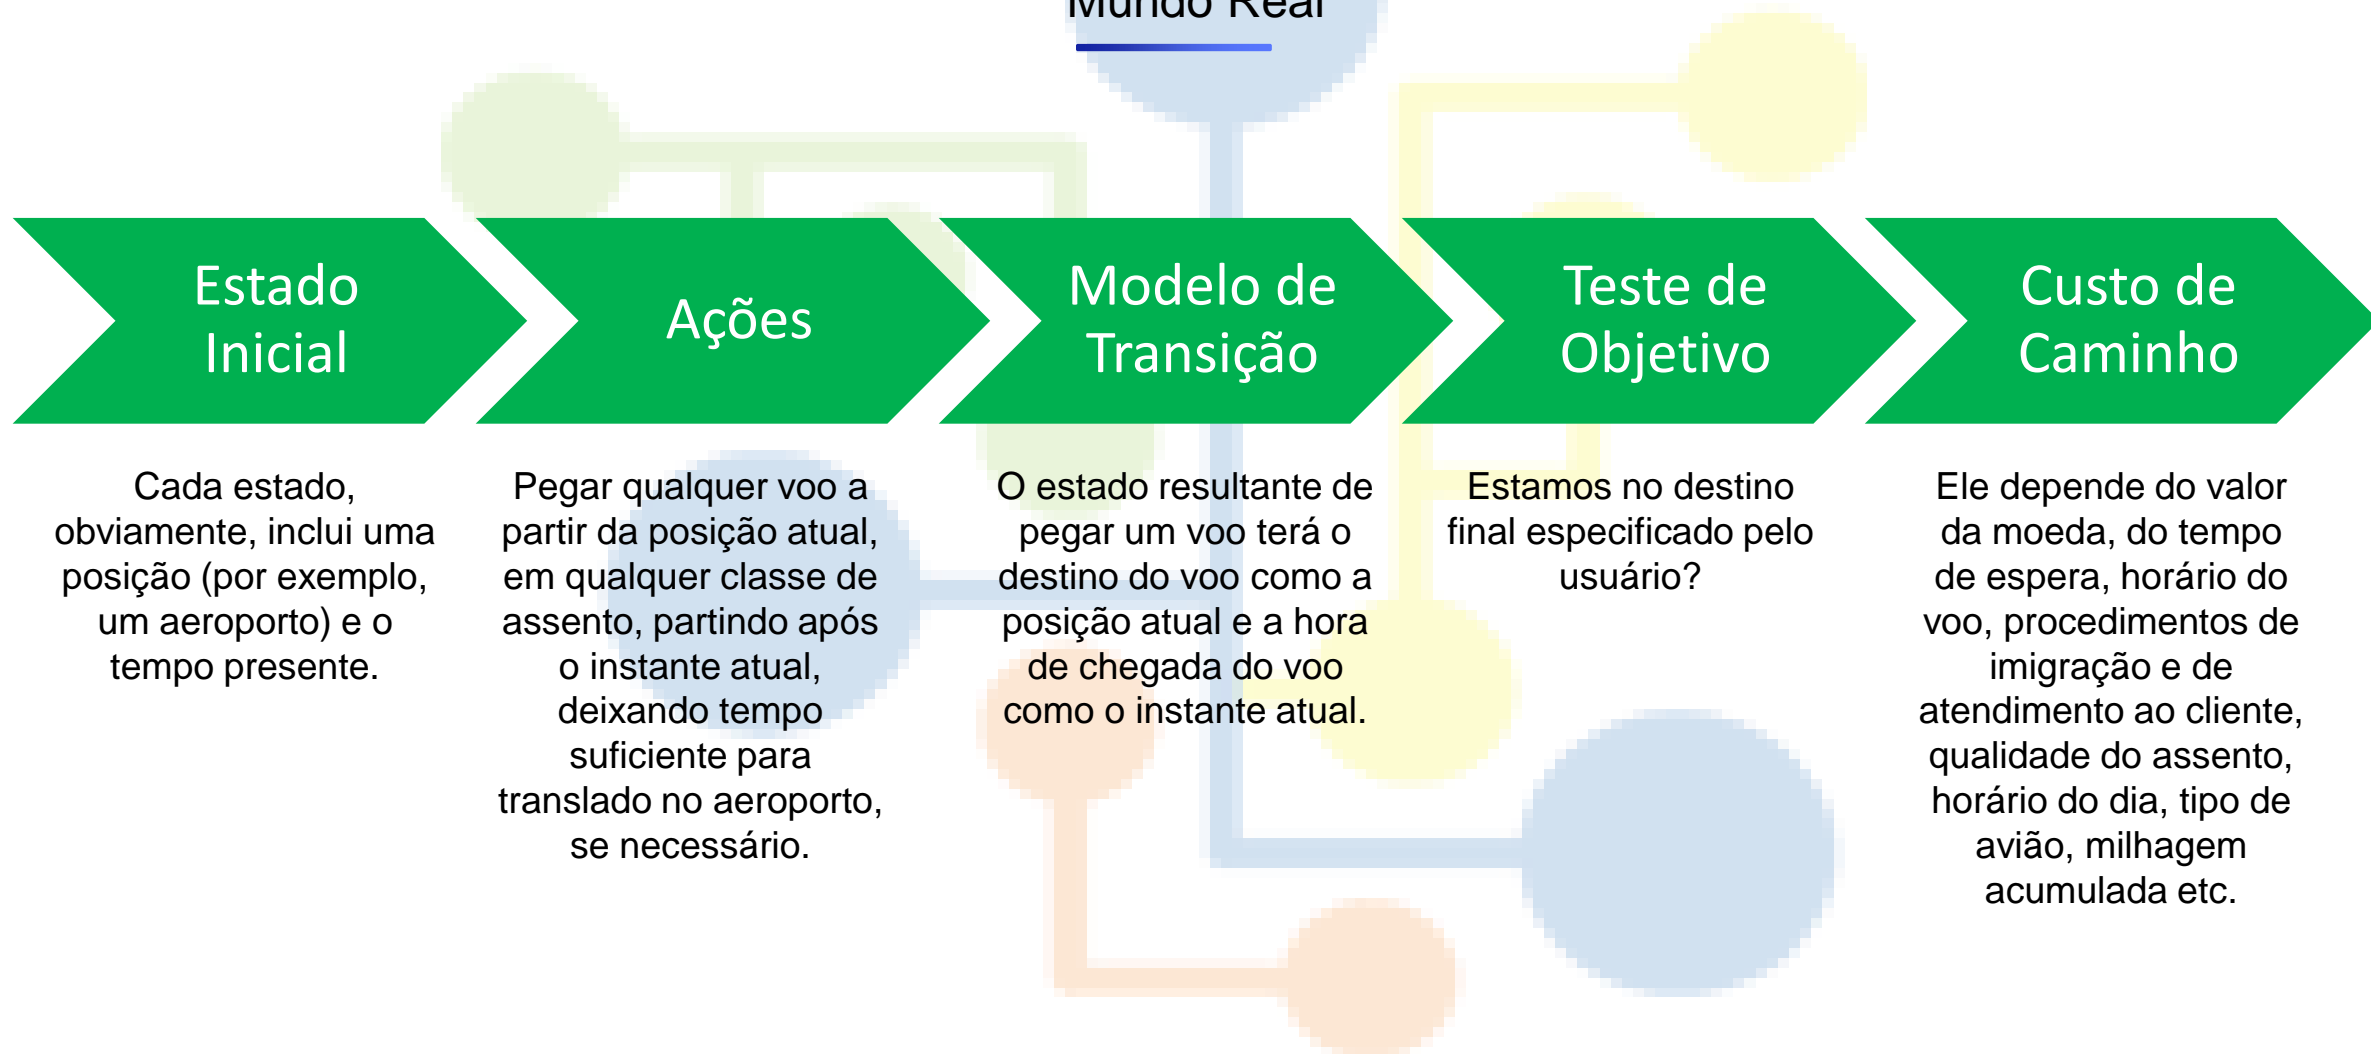 Mundo Real
Estado
Inicial
Ações
Modelo de
Transição
Teste de
Objetivo
Custo de
Caminho
Cada estado,
obviamente, inclui uma
posição (por exemplo,
um aeroporto) e o
tempo presente.
Pegar qualquer voo a
partir da posição atual,
em qualquer classe de
assento, partindo após
o instante atual,
deixando tempo
suficiente para
translado no aeroporto,
se necessário.
O estado resultante de
pegar um voo terá o
destino do voo como a
posição atual e a hora
de chegada do voo
como o instante atual.
Estamos no destino
final especificado pelo
usuário?
Ele depende do valor
da moeda, do tempo
de espera, horário do
voo, procedimentos de
imigração e de
atendimento ao cliente,
qualidade do assento,
horário do dia, tipo de
avião, milhagem
acumulada etc.